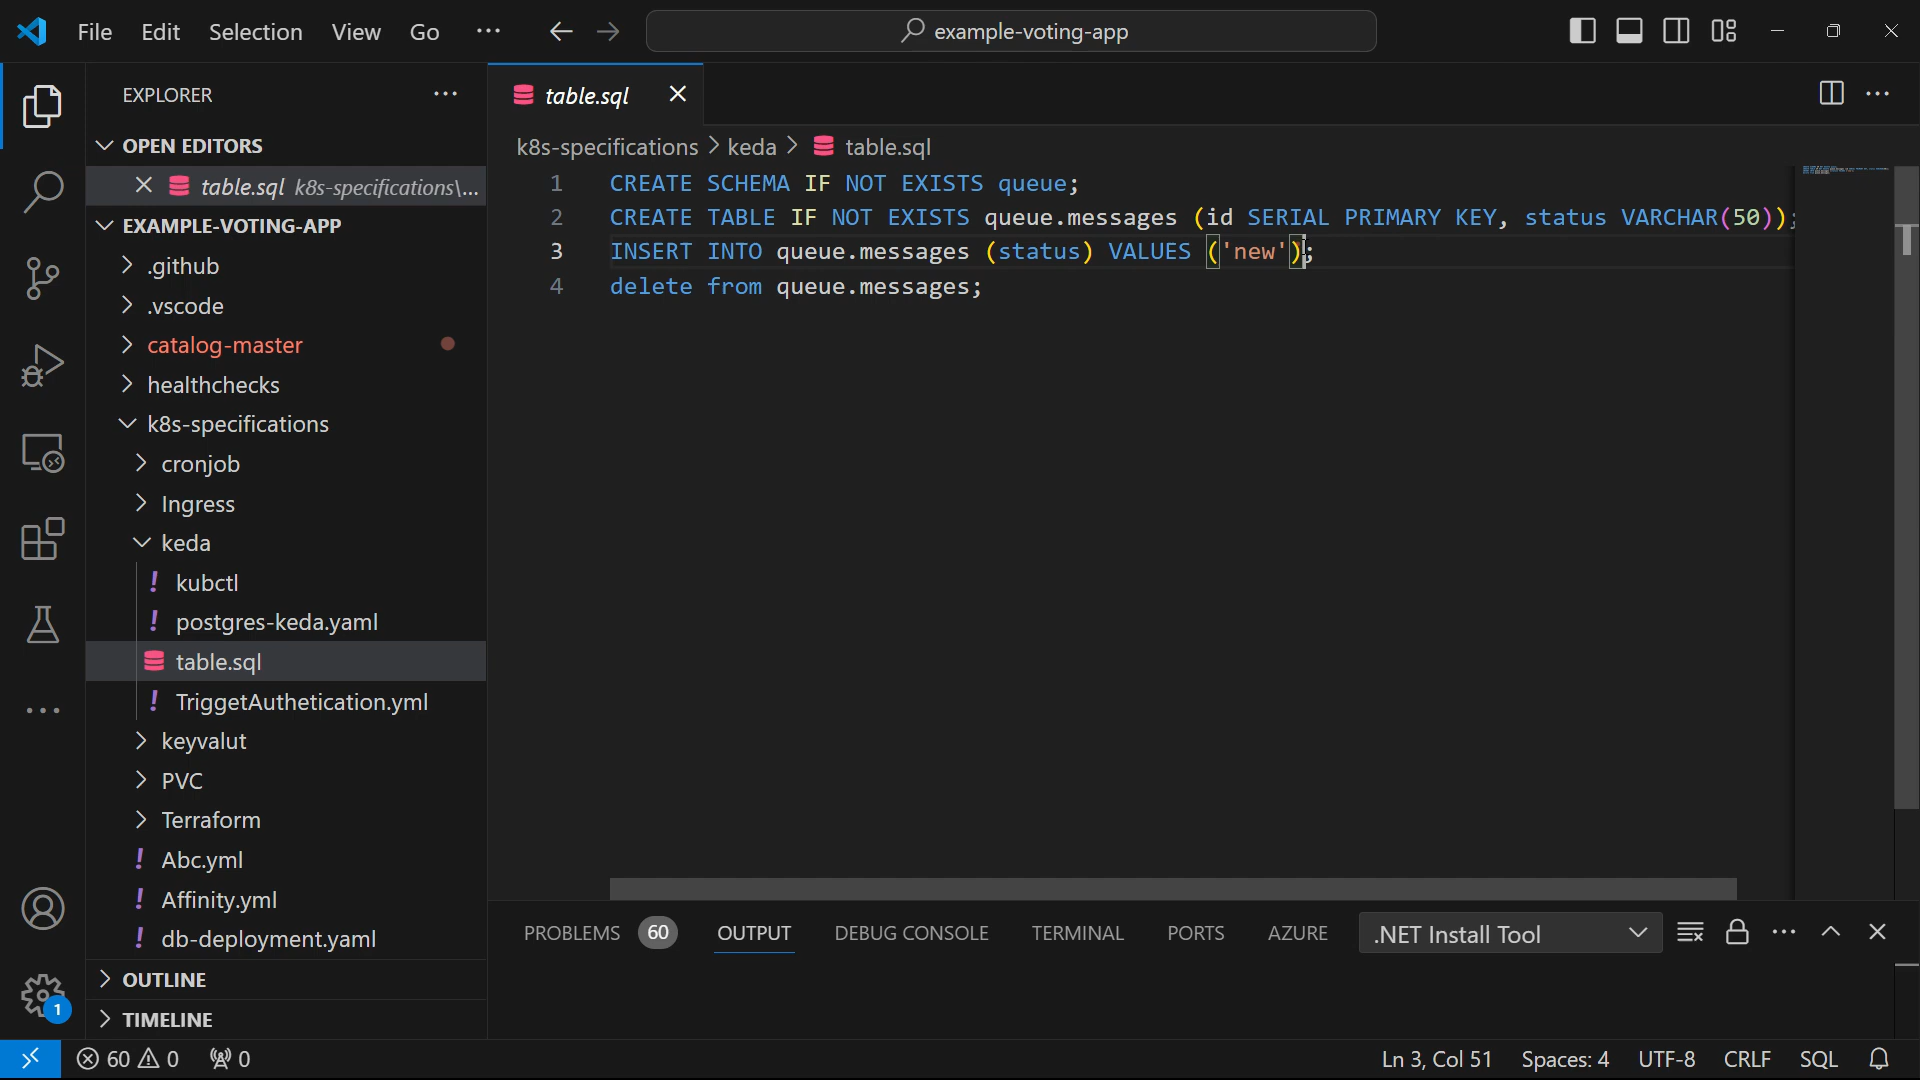 File Edit Selection View Go ··· example-voting-app
EXPLORER ···
OPEN EDITORS
table.sql k8s-specifications\...
EXAMPLE-VOTING-APP
.github
.vscode
catalog-master
healthchecks
k8s-specifications
cronjob
Ingress
keda
! kubctl
! postgres-keda.yaml
table.sql
! TriggetAuthetication.yml
keyvalut
PVC
Terraform
! Abc.yml
! Affinity.yml
! db-deployment.yaml
OUTLINE
TIMELINE
1
table.sql
k8s-specifications > keda > table.sql
1 CREATE SCHEMA IF NOT EXISTS queue;
2 CREATE TABLE IF NOT EXISTS queue.messages (id SERIAL PRIMARY KEY, status VARCHAR(50));
3 INSERT INTO queue.messages (status) VALUES ('new');
4 delete from queue.messages;
PROBLEMS 60 OUTPUT DEBUG CONSOLE TERMINAL PORTS AZURE .NET Install Tool
60 0 0 Ln 3, Col 51 Spaces: 4 UTF-8 CRLF SQL